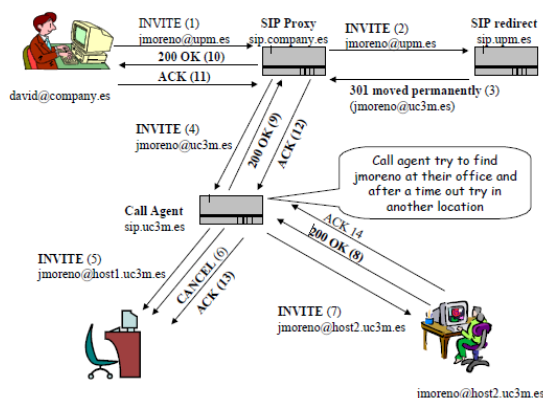 INVITE (1)
jmoreno@upm.es
200 OK (10)
ACK (11)
david@company.es
SIP Proxy
sip.company.es
INVITE (2)
jmoreno@upm.es
SIP redirect
sip.upm.es
301 moved permanently (3)
(jmoreno@uc3m.es)
INVITE (4)
jmoreno@uc3m.es
200 OK (9)
ACK (12)
Call agent try to find
jmoreno at their office and
after a time out try in
another location
Call Agent
sip.uc3m.es
ACK 14
200 OK (8)
INVITE (5)
jmoreno@host1.uc3m.es
CANCEL (6)
ACK (13)
INVITE (7)
jmoreno@host2.uc3m.es
jmoreno@host2.uc3m.es